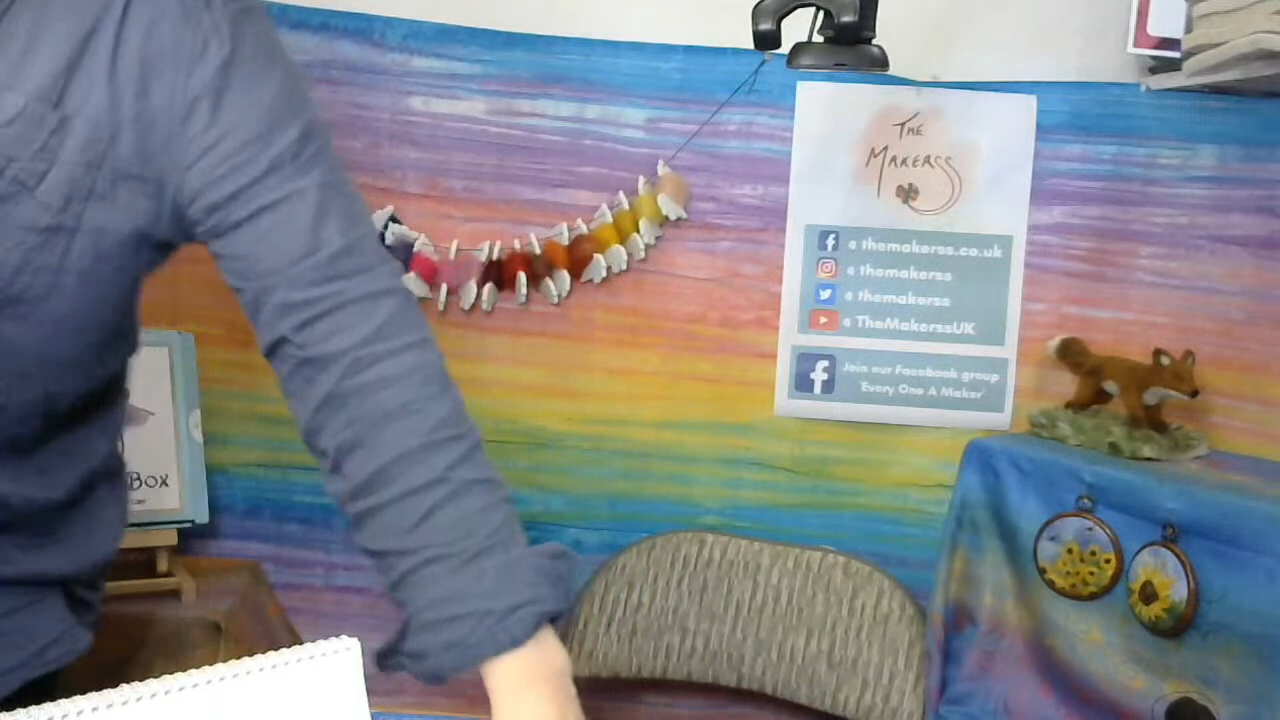 THE
MAKERSS
@ themakerss.co.uk
@ themakerss
@ themakerss
@ TheMakerssUK
Join our Facebook group
'Every One A Maker'
BOX